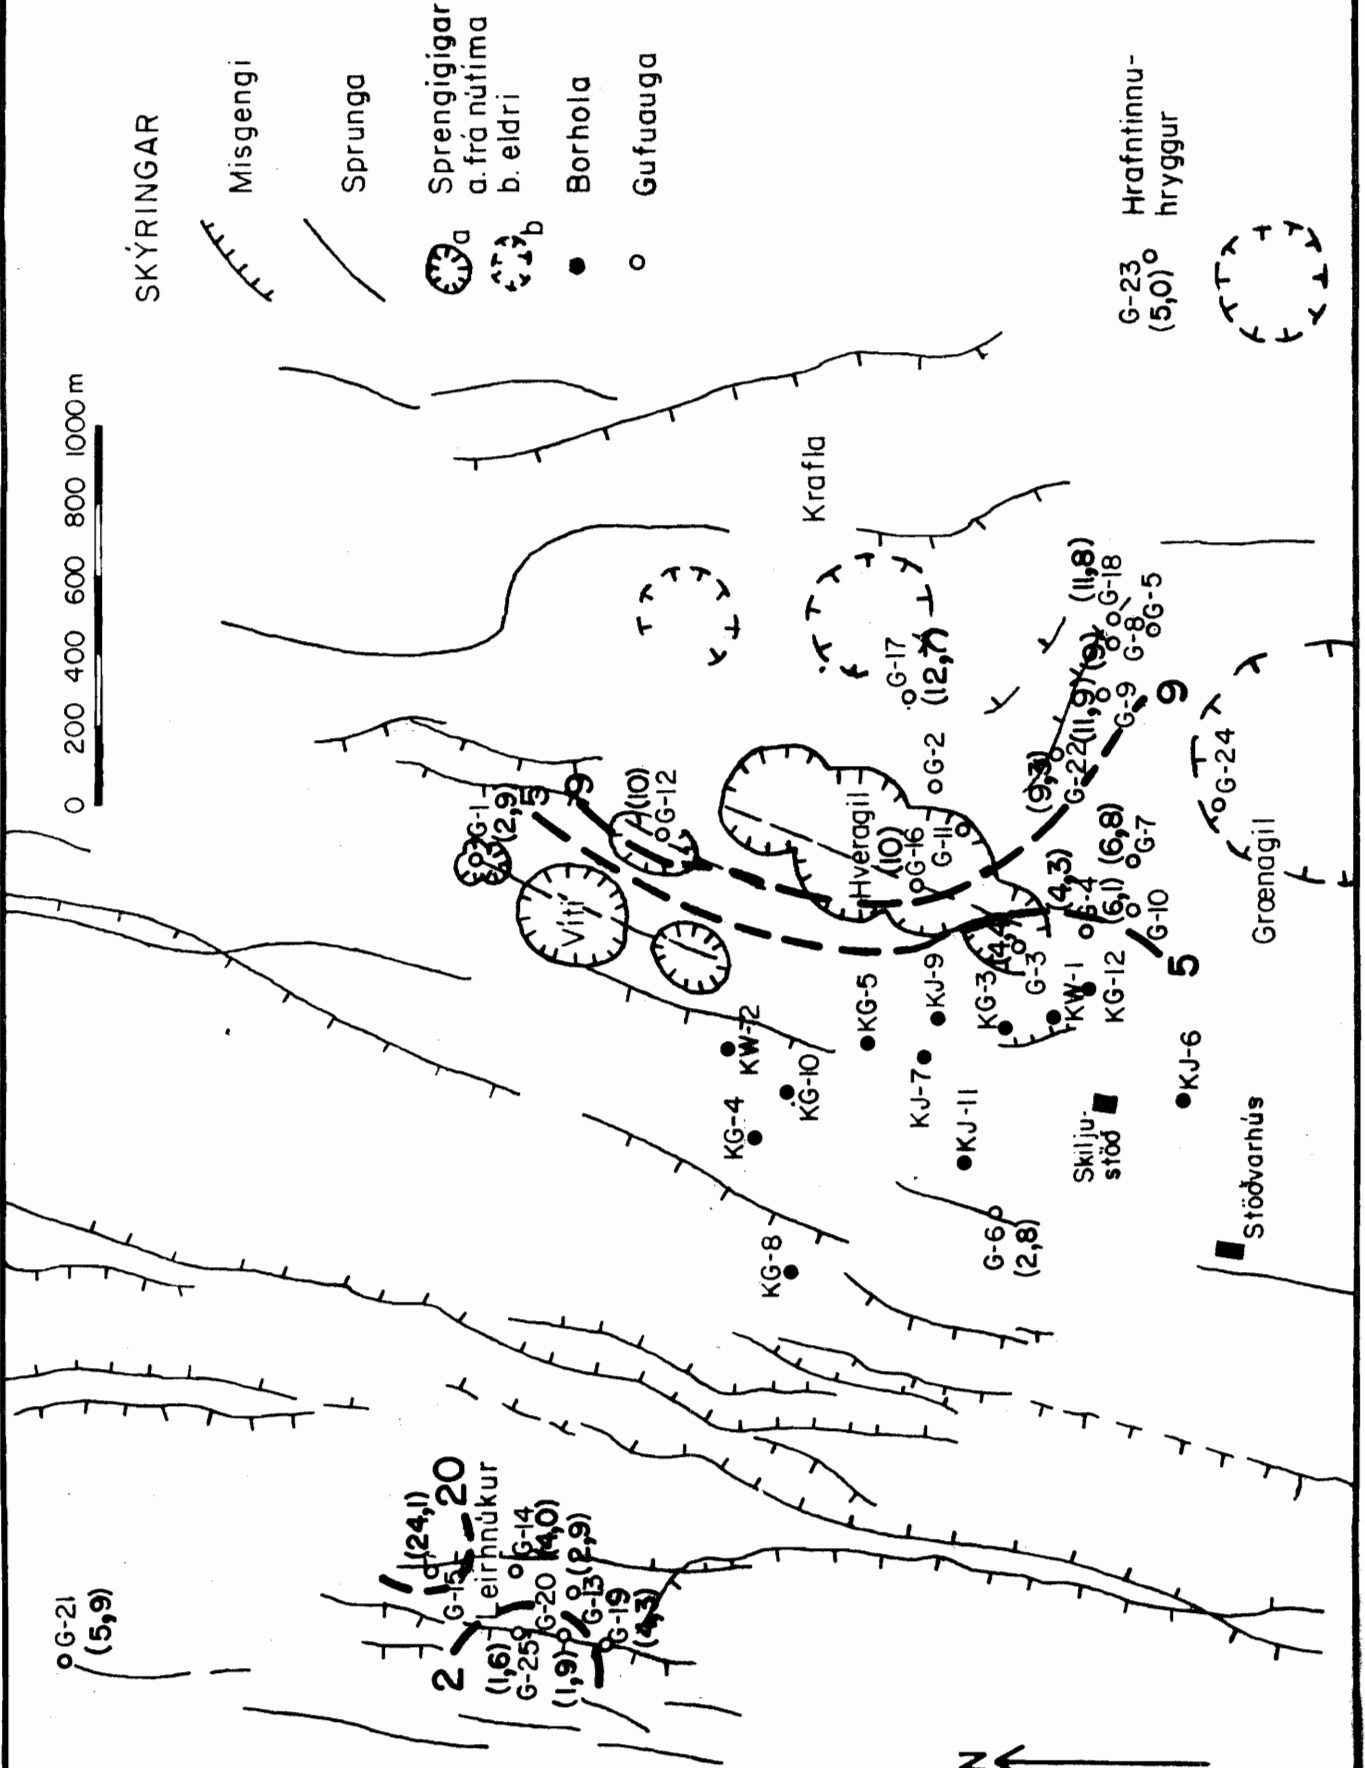 SKÝRINGAR
Misgengi
Sprunga
Sprengigígar
a. frá nútíma
b. eldri
Borhola
Gufuauga
a
b
0 200 400 600 800 1000 m
Hrafntinnu-
hryggur
G-23
(5,0)
Krafla
G-1
(2,9)
5
9
(10)
G-12
Víti
G-17
(12,7)
G-2
Hveragil
(10)
G-16
G-11
(11,8)
G-18
G-8
G-5
(9)
(11,9)
G-9
9
(9,3)
G-22
G-24
Grænagil
(6,8)
G-7
(4,3)
G-4
(6,1)
G-10
5
(4,4)
G-3
KG-3
KW-1
KG-12
KJ-9
KG-5
KJ-7
KJ-11
KW-2
KG-10
KG-4
KG-8
KJ-6
Skilju-
stöð
Stöðvarhús
G-6
(2,8)
G-21
(5,9)
(24,1)
20
G-15
Leirhnúkur
G-14
(4,0)
G-20
(2,9)
G-13
G-19
(4,3)
2
(1,6)
G-25
(1,9)
N